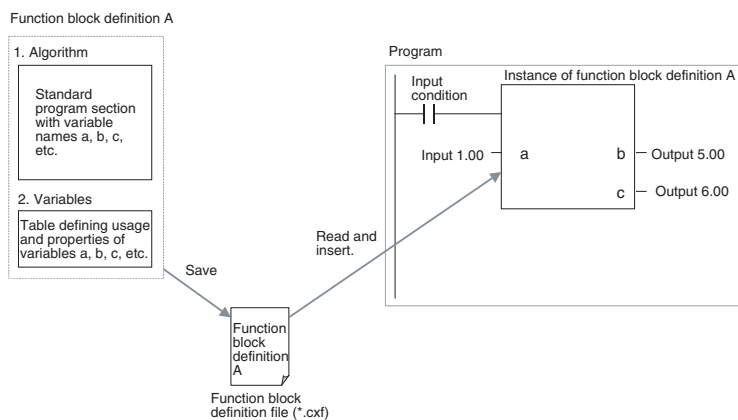 Function block definition A
1. Algorithm
Standard
program section
with variable
names a, b, c,
etc.
2. Variables
Table defining usage
and properties of
variables a, b, c, etc.
Save
Function
block
definition
A
Function block
definition file (*.cxf)
Read and
insert.
Program
Instance of function block definition A
Input
condition
Input 1.00
a
b
Output 5.00
c
Output 6.00